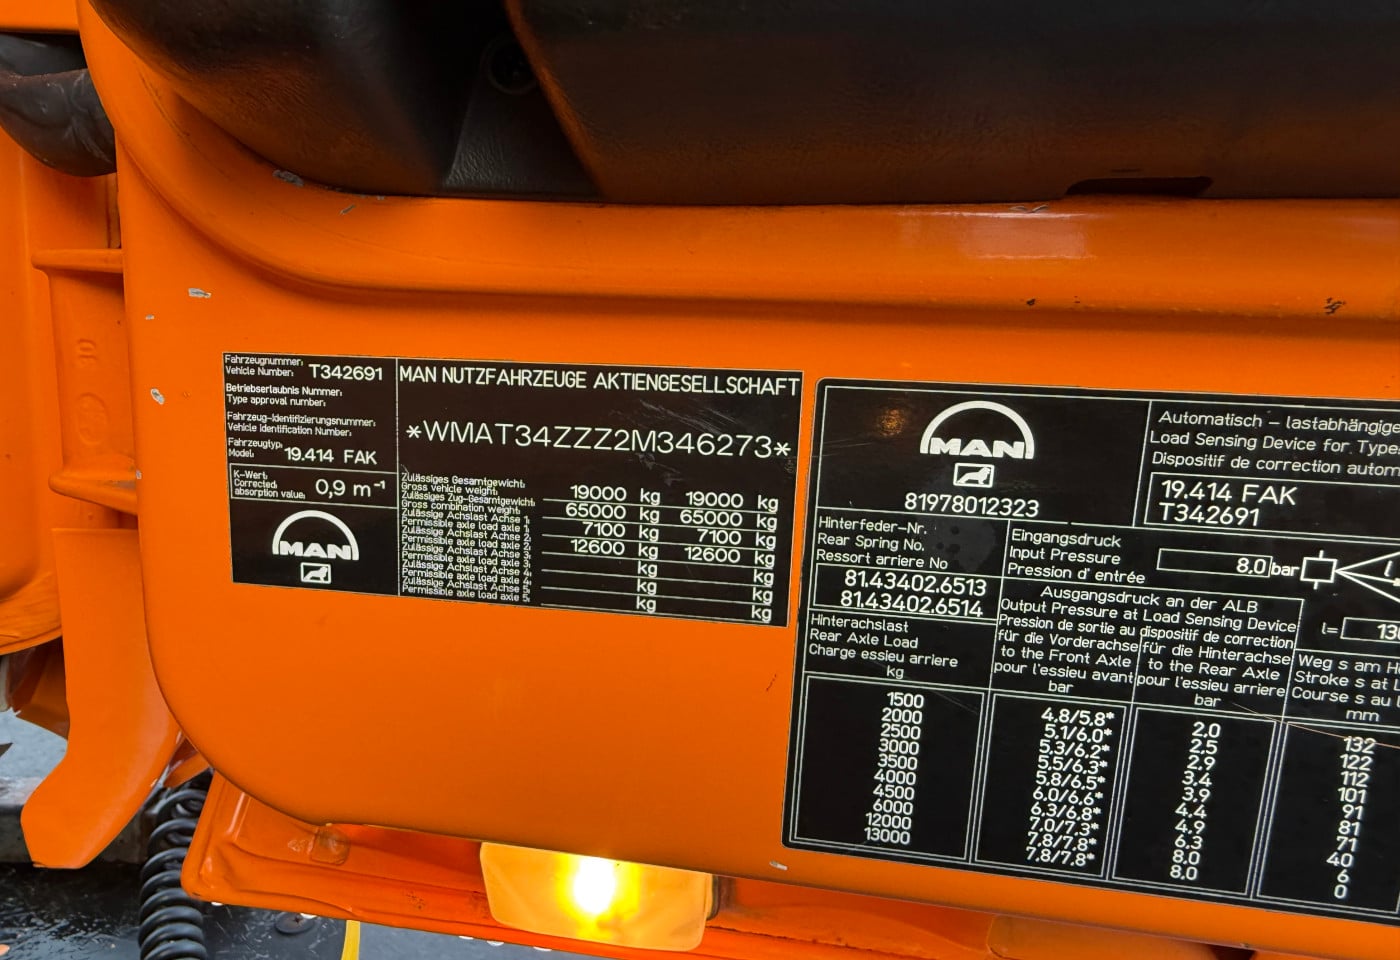 Fahrzeugnummer:
Vehicle Number: T342691
Betriebserlaubnis Nummer:
Type approval number:
Fahrzeug-Identifizierungsnummer:
Vehicle Identification Number:
Fahrzeugtyp:
Model: 19.414 FAK
K-Wert:
Corrected
absorption value: 0,9 m⁻¹
MAN
MAN NUTZFAHRZEUGE AKTIENGESELLSCHAFT
*WMAT34ZZZ2M346273*
Zulässiges Gesamtgewicht:
Gross vehicle weight: 19000 kg 19000 kg
Zulässiges Zug-Gesamtgewicht:
Gross combination weight: 65000 kg 65000 kg
Zulässige Achslast Achse 1:
Permissible axle load axle 1: 7100 kg 7100 kg
Zulässige Achslast Achse 2:
Permissible axle load axle 2: 12600 kg 12600 kg
Zulässige Achslast Achse 3:
Permissible axle load axle 3: kg kg
Zulässige Achslast Achse 4:
Permissible axle load axle 4: kg kg
Zulässige Achslast Achse 5:
Permissible axle load axle 5: kg kg
MAN
81978012323
Automatisch - lastabhängige
Load Sensing Device for Type
Dispositif de correction autom
19.414 FAK
T342691
Hinterfeder-Nr.
Rear Spring No.
Ressort arriere No
81.43402.6513
81.43402.6514
Eingangsdruck
Input Pressure
Pression d' entrée
8,0 bar
l
l= 13
Hinterachslast
Rear Axle Load
Charge essieu arriere
kg
Ausgangsdruck an der ALB
Output Pressure at Load Sensing Device
Pression de sortie au dispositif de correction
für die Vorderachse
to the Front Axle
pour l'essieu avant
bar
für die Hinterachse
to the Rear Axle
pour l'essieu arriere
bar
Weg s am H
Stroke s at L
Course s au
mm
1500 4,8/5,8* 2.0 132
2000 5,1/6,0* 2.5 122
2500 5,3/6,2* 2,9 112
3000 5,5/6,3* 3,4 101
3500 5,8/6,5* 3,9 91
4000 6,0/6,6* 4,4 81
4500 6,3/6,8* 4,9 71
6000 7,0/7,3* 6,3 40
12000 7,8/7,8* 8,0 6
13000 7,8/7,8* 8,0 0